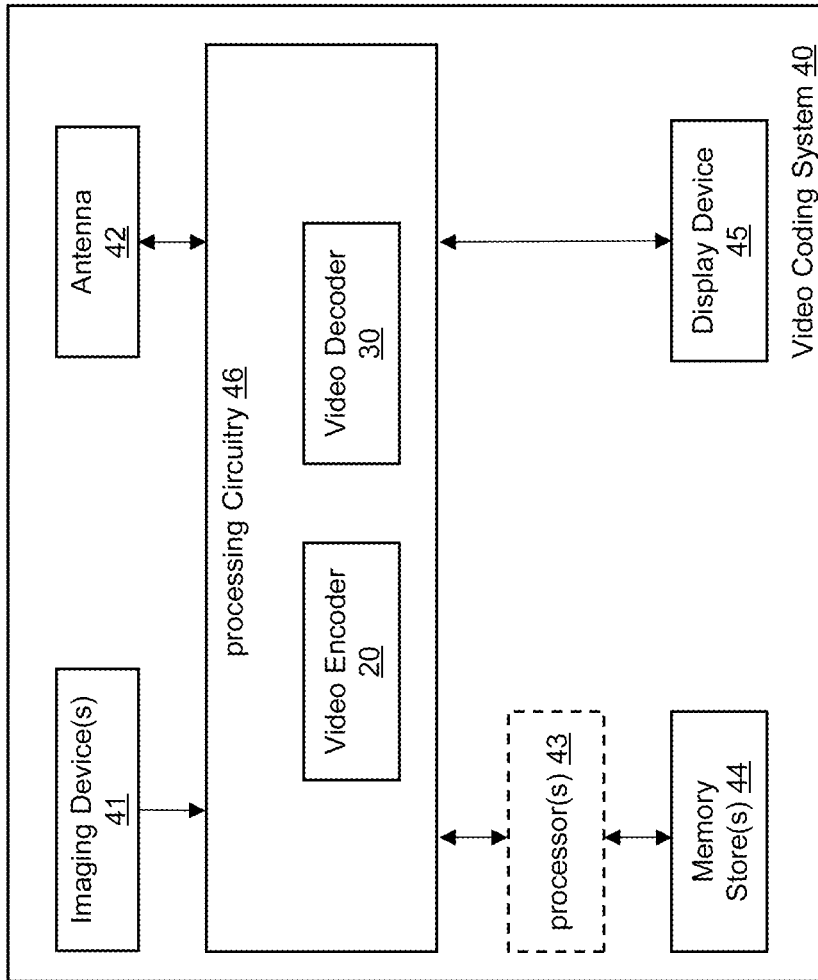 Imaging Device(s)
41
Antenna
42
processing Circuitry 46
Video Encoder
20
Video Decoder
30
processor(s) 43
Memory
Store(s) 44
Display Device
45
Video Coding System 40